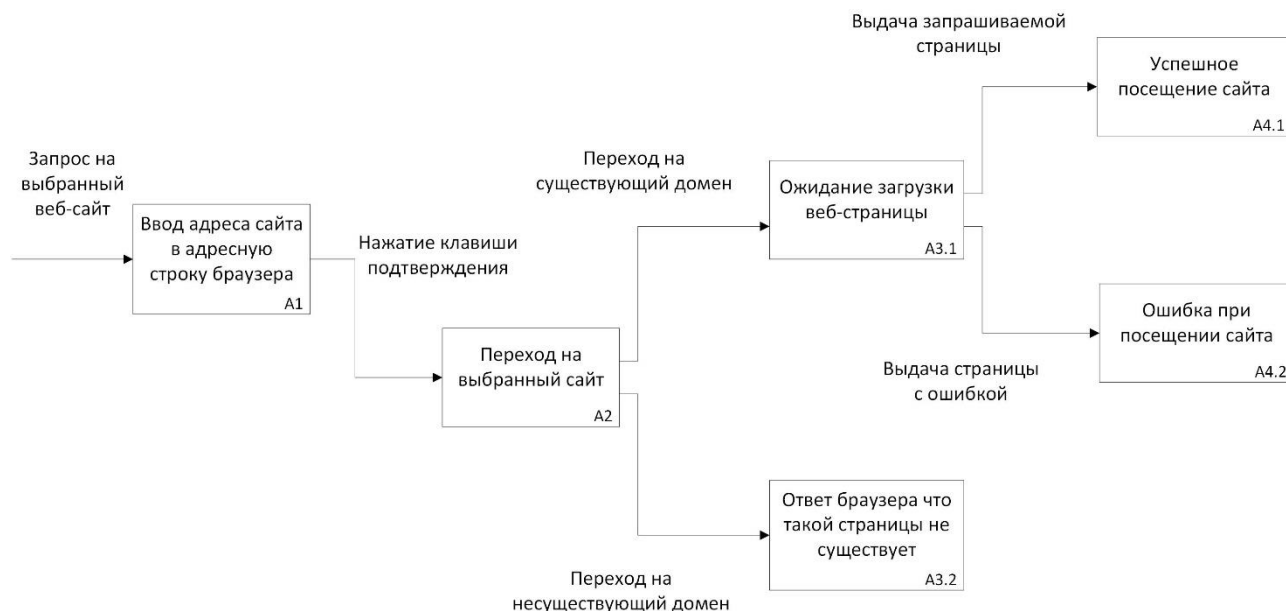 Выдача запрашиваемой
страницы
Успешное
посещение сайта
A4.1
Запрос на
выбранный
веб-сайт
Переход на
существующий домен
Ожидание загрузки
веб-страницы
A3.1
Ввод адреса сайта
в адресную
строку браузера
A1
Нажатие клавиши
подтверждения
Ошибка при
посещении сайта
A4.2
Переход на
выбранный сайт
A2
Выдача страницы
с ошибкой
Ответ браузера что
такой страницы не
существует
A3.2
Переход на
несуществующий домен